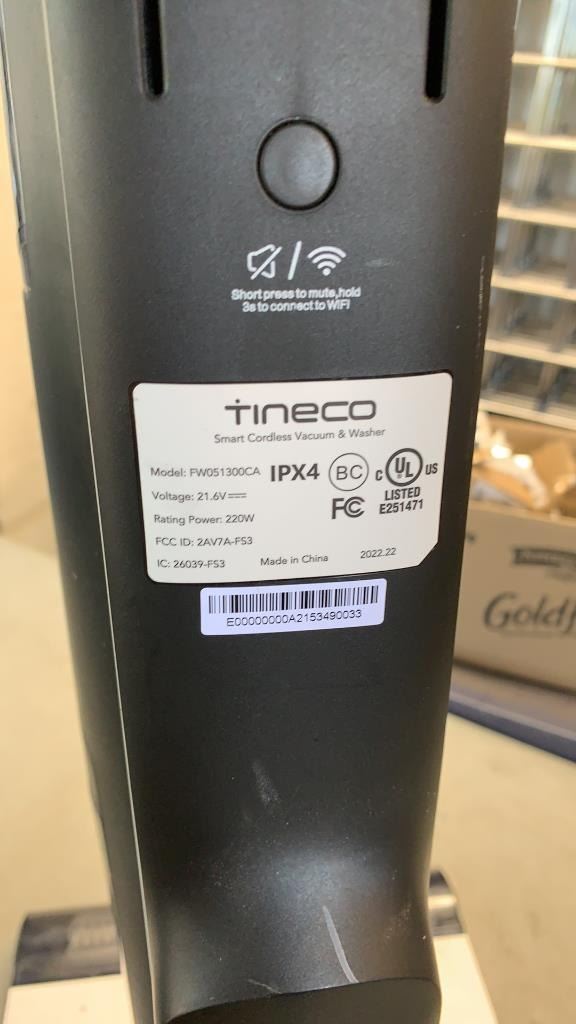 Short press to mute,hold
3s to connect to WIFI
TINECO
Smart Cordless Vacuum & Washer
Model: FW051300CA IPX4 BC C UL US
LISTED
E251471
Voltage: 21.6V
FC
Rating Power: 220W
FCC ID: 2AV7A-FS3
IC: 26039-FS3 Made in China 2022.22
E00000000A2153490033
Goldf